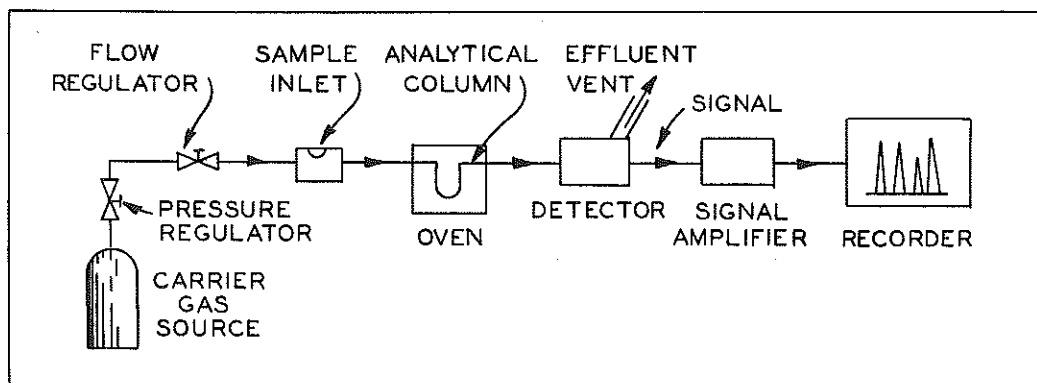 FLOW
REGULATOR
SAMPLE
INLET
ANALYTICAL
COLUMN
EFFLUENT
VENT
SIGNAL
PRESSURE
REGULATOR
OVEN
DETECTOR
SIGNAL
AMPLIFIER
RECORDER
CARRIER
GAS
SOURCE